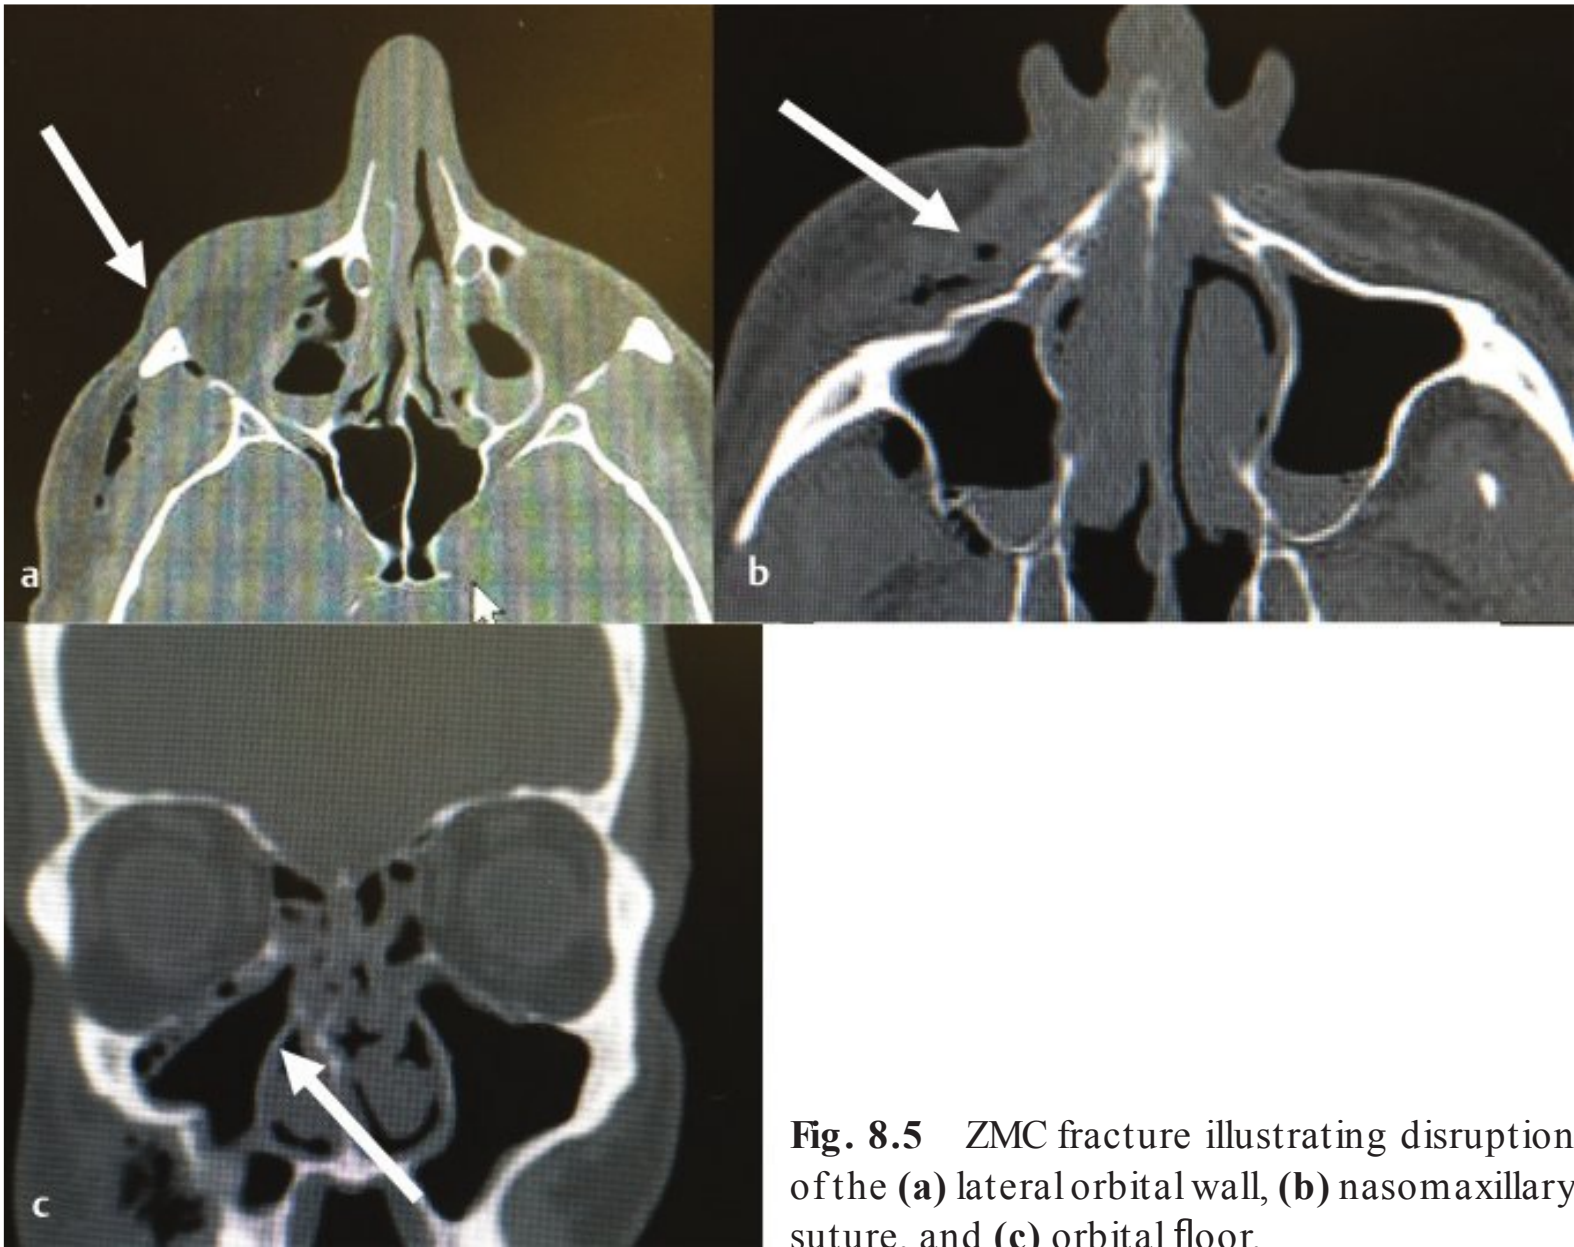 a
b
c
Fig. 8.5 ZMC fracture illustrating disruption
of the (a) lateral orbital wall, (b) nasomaxillary
suture, and (c) orbital floor.